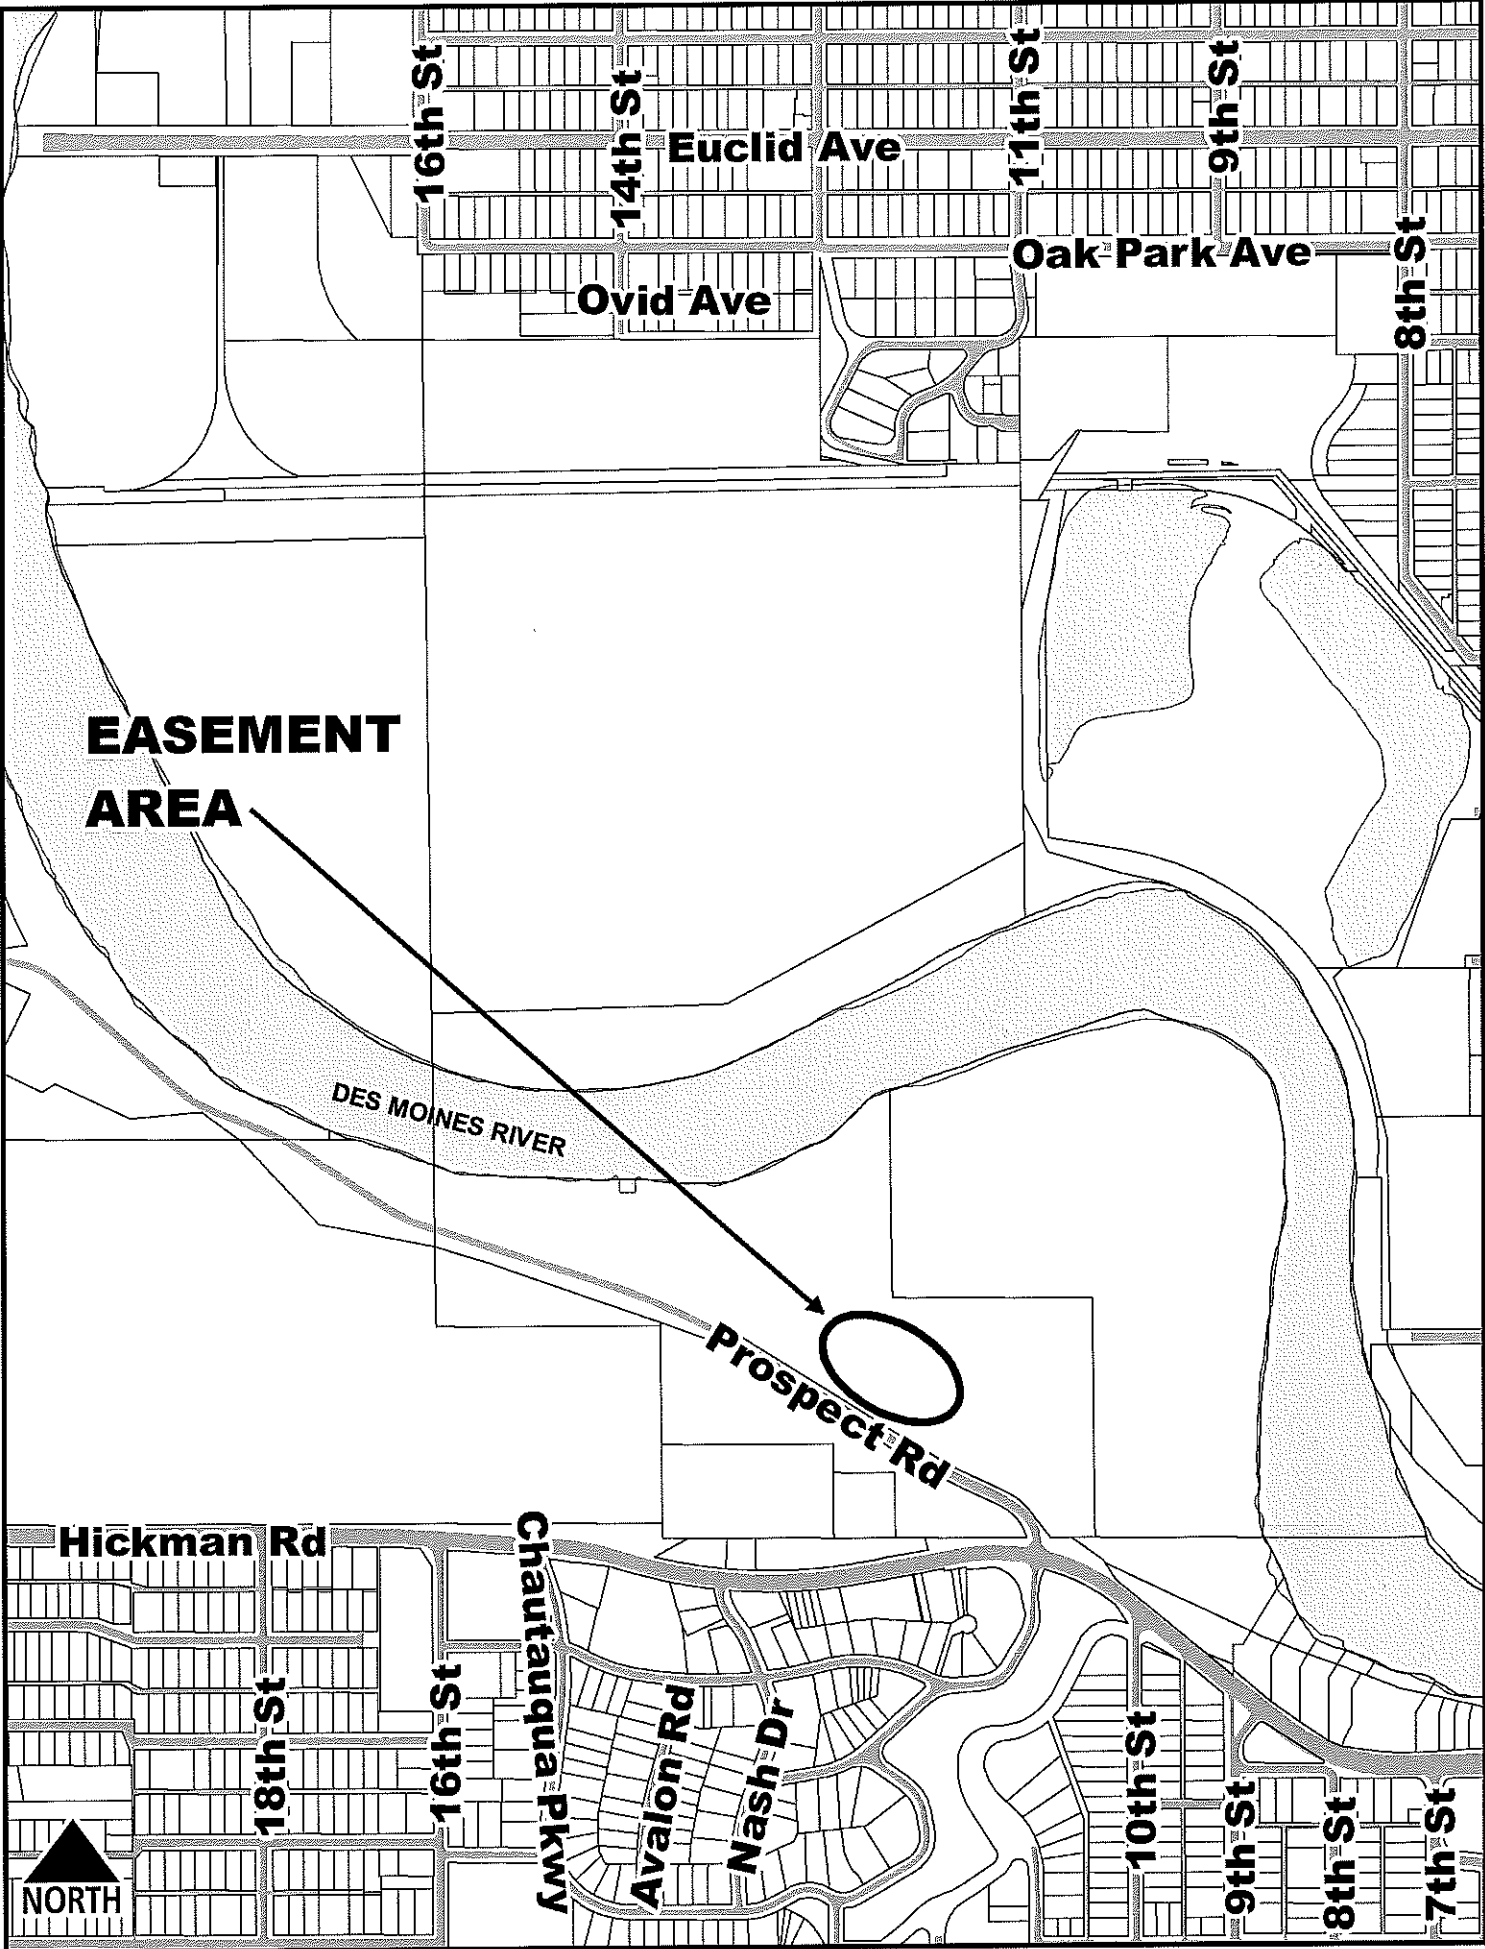 16th St
14th St
11th St
9th St
Euclid Ave
8th St
Oak Park Ave
Ovid Ave
EASEMENT
AREA
DES MOINES RIVER
Prospect Rd
Hickman Rd
Chautauqua Pkwy
18th St
16th St
Avalon Rd
Nash Dr
10th St
9th St
8th St
7th St
NORTH